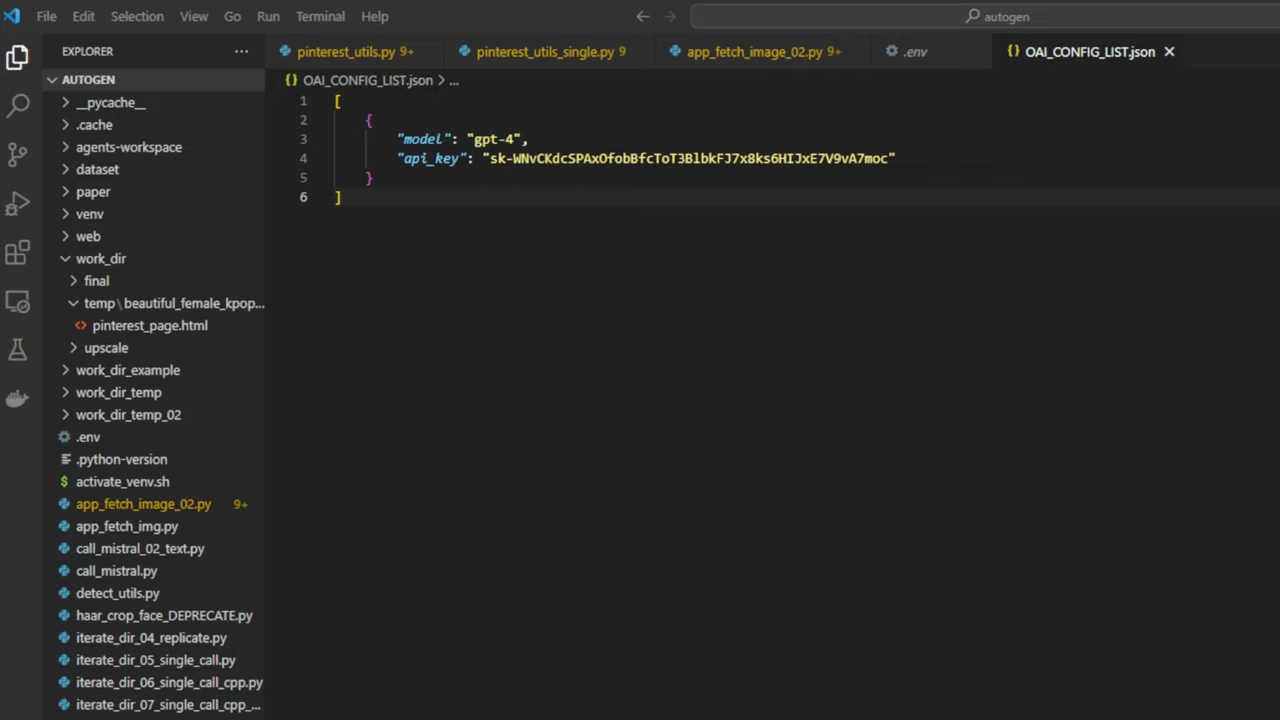 File Edit Selection View Go Run Terminal Help
autogen
EXPLORER
pinterest_utils.py 9+
pinterest_utils_single.py 9
app_fetch_image_02.py 9+
.env
OAI_CONFIG_LIST.json
AUTOGEN
__pycache__
.cache
agents-workspace
dataset
paper
venv
web
work_dir
final
temp\beautiful_female_kpop...
pinterest_page.html
upscale
work_dir_example
work_dir_temp
work_dir_temp_02
.env
.python-version
activate_venv.sh
app_fetch_image_02.py 9+
app_fetch_img.py
call_mistral_02_text.py
call_mistral.py
detect_utils.py
haar_crop_face_DEPRECATE.py
iterate_dir_04_replicate.py
iterate_dir_05_single_call.py
iterate_dir_06_single_call_cpp.py
iterate_dir_07_single_call_cpp_...
OAI_CONFIG_LIST.json > ...
1 [
2 {
3 "model": "gpt-4",
4 "api_key":
5 }
6 ]